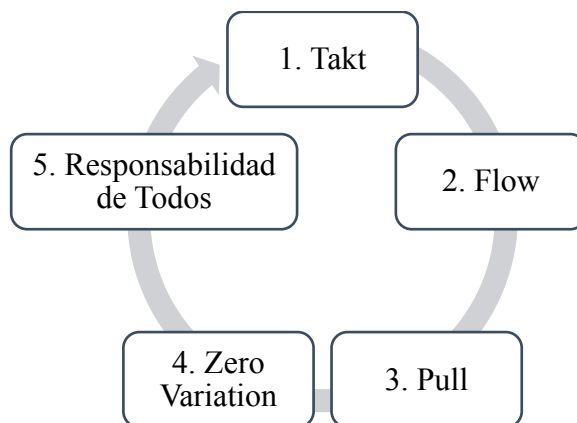 1. Takt
2. Flow
3. Pull
4. Zero
Variation
5. Responsabilidad
de Todos